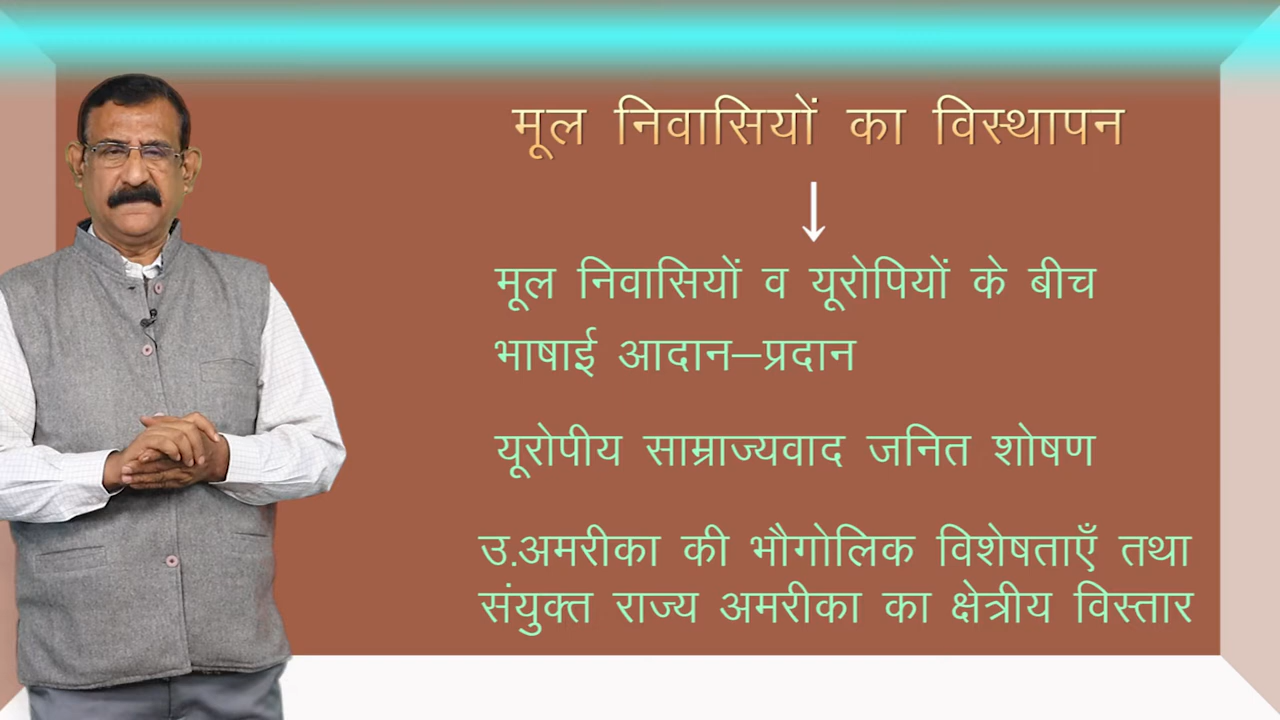 मूल निवासियों का विस्थापन
मूल निवासियों व यूरोपियों के बीच
भाषाई आदान–प्रदान
यूरोपीय साम्राज्यवाद जनित शोषण
उ.अमरीका की भौगोलिक विशेषताएँ तथा
संयुक्त राज्य अमरीका का क्षेत्रीय विस्तार